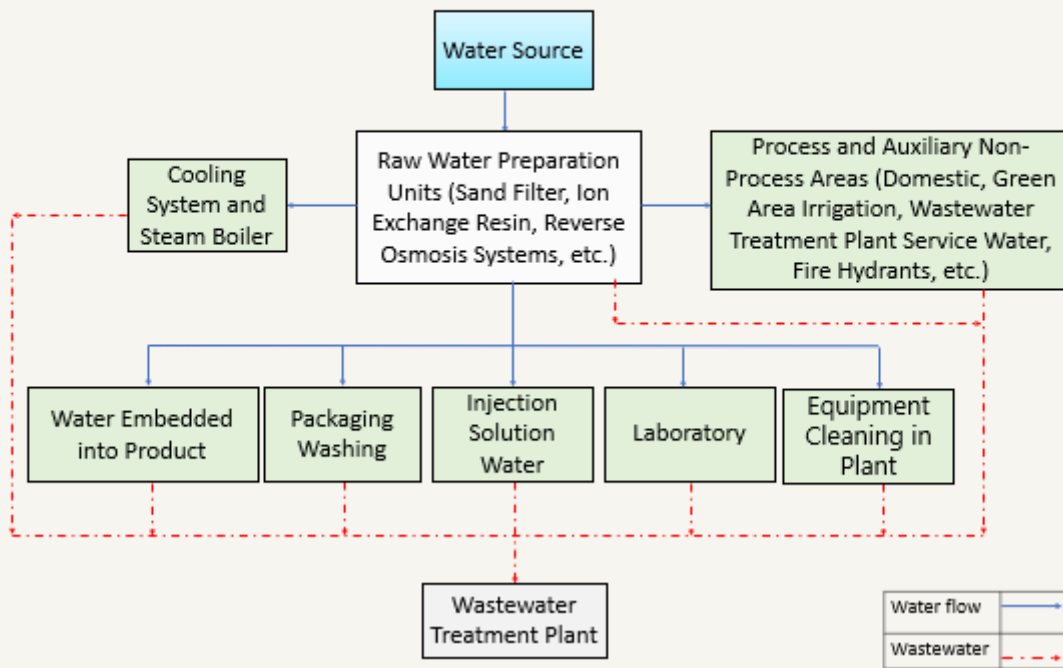 Water Source
Raw Water Preparation
Units (Sand Filter, Ion
Exchange Resin, Reverse
Osmosis Systems, etc.)
Cooling
System and
Steam Boiler
Process and Auxiliary Non-
Process Areas (Domestic, Green
Area Irrigation, Wastewater
Treatment Plant Service Water,
Fire Hydrants, etc.)
Water Embedded
into Product
Packaging
Washing
Injection
Solution
Water
Laboratory
Equipment
Cleaning in
Plant
Wastewater
Treatment Plant
Water flow
Wastewater